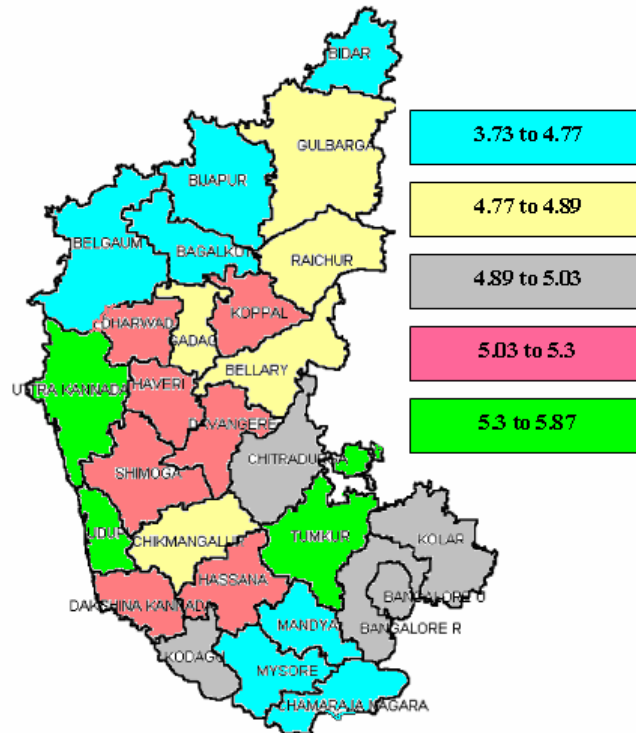 BIDAR
3.73 to 4.77
GULBARGA
BIJAPUR
4.77 to 4.89
BELGAUM
BAGALKOT
RAICHUR
4.89 to 5.03
KOPPAL
DHARWAD
GADAG
5.03 to 5.3
BELLARY
UTTRA KANNADA
HAVERI
DAVANGERE
5.3 to 5.87
CHITRADURGA
SHIMOGA
UDUPI
CHIKMANGALUR
TUMKUR
KOLAR
HASSANA
BANGALORE U
DAKSHINA KANNADA
MANDYA
BANGALORE R
KODAGU
MYSORE
CHAMARAJA NAGARA